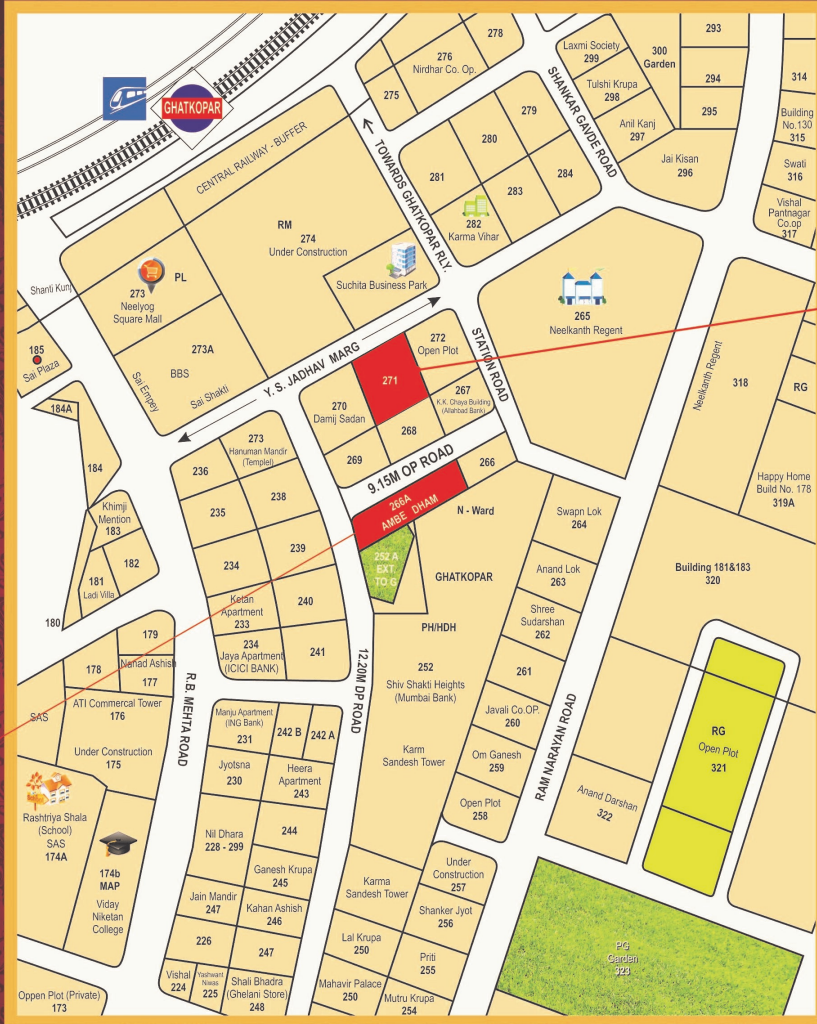 278
276
Nirdhar Co. Op.
275
Laxmi Society
299
300
Garden
293
294
295
314
Tulshi Krupa
298
Anil Kanj
297
Jai Kisan
296
Building
No.130
315
Swati
316
Vishal
Pantnagar
Co.op
317
SHANKAR GAVDE ROAD
GHATKOPAR
CENTRAL RAILWAY - BUFFER
TOWARDS GHATKOPAR RLY.
279
280
281
283
284
282
Karma Vihar
RM
274
Under Construction
Suchita Business Park
PL
273
Neelyog
Square Mall
Shanti Kunj
185
Sai Plaza
273A
BBS
Sai Shakti
Sai Empey
Y. S. JADHAV MARG
STATION ROAD
265
Neelkanth Regent
Neelkanth Regent
318
RG
Happy Home
Build No. 178
319A
272
Open Plot
271
270
Damij Sadan
267
K.K. Chaya Building
(Allahbad Bank)
268
269
9.15M OP ROAD
266
266A
AMBE DHAM
252 A
EXT.
TO G
N - Ward
GHATKOPAR
PH/HDH
252
Shiv Shakti Heights
(Mumbai Bank)
Karm
Sandesh Tower
184A
184
Khimji
Mention
183
182
181
Ladi Villa
180
236
273
Hanuman Mandir
(Templel)
235
238
234
239
Ketan
Apartment
233
240
234
Jaya Apartment
(ICICI BANK)
241
12.20M DP ROAD
R.B. MEHTA ROAD
Swapn Lok
264
Anand Lok
263
Shree
Sudarshan
262
261
Javali Co.OP.
260
Om Ganesh
259
Open Plot
258
RAM NARAYAN ROAD
Building 181&183
320
RG
Open Plot
321
Anand Darshan
322
PG
Garden
323
179
178
Nanad Ashish
177
SAS
ATI Commercal Tower
176
Under Construction
175
Rashtriya Shala
(School)
SAS
174A
174b
MAP
Viday
Niketan
College
Oppen Plot (Private)
173
Manju Apartment
(ING Bank)
231
242 B
242 A
Jyotsna
230
Heera
Apartment
243
Nil Dhara
228 - 299
244
Ganesh Krupa
245
Jain Mandir
247
Kahan Ashish
246
226
247
Vishal
224
Yashwant
Niwas
225
Shali Bhadra
(Ghelani Store)
248
Karma
Sandesh Tower
Lal Krupa
250
Mahavir Palace
250
Under
Construction
257
Shanker Jyot
256
Priti
255
Mutru Krupa
254